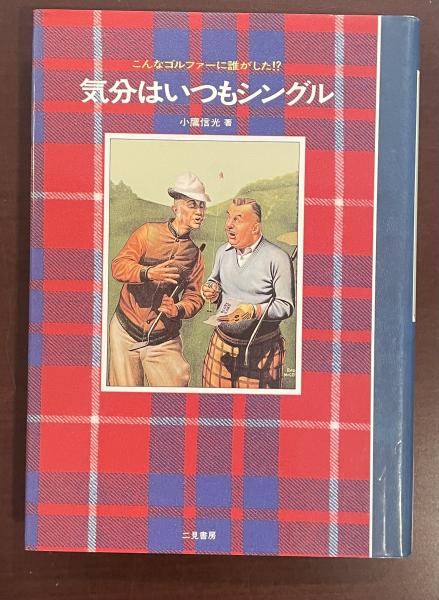 こんなゴルファーに誰がした!?
気分はいつもシングル
小鷹信光 著
二見書房